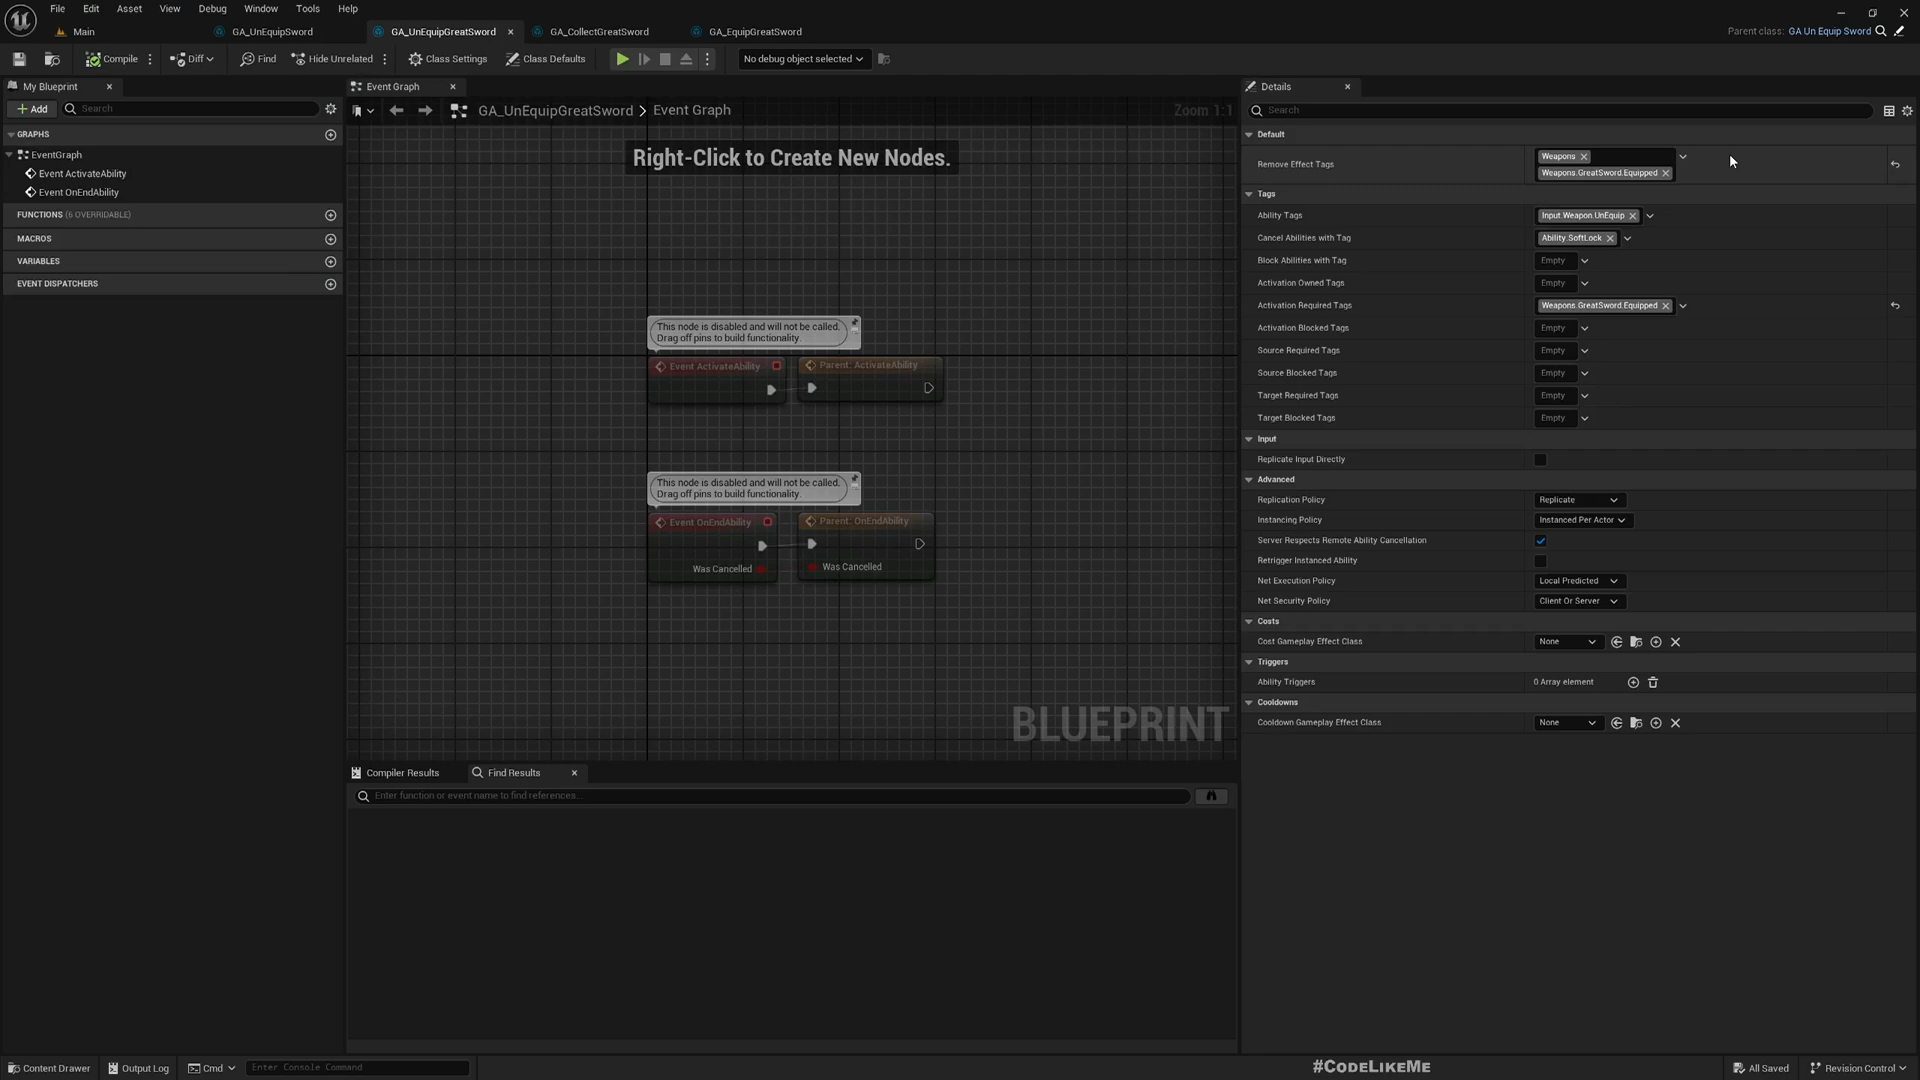 File Edit Asset View Window Debug Tools Help
Main
GA_UnEquipSword
GA_UnEquipGreatSword
GA_CollectGreatSword
GA_EquipGreatSword
Parent class: GA Un Equip Sword
Compile
Diff
Find
Hide Unrelated
Class Settings
Class Defaults
No debug object selected
My Blueprint
Add
Search
GRAPHS
EventGraph
Event ActivateAbility
Event OnEndAbility
FUNCTIONS (6 OVERRIDABLE)
MACROS
VARIABLES
EVENT DISPATCHERS
Event Graph
GA_UnEquipGreatSword > Event Graph
Zoom 1:1
Right-Click to Create New Nodes.
This node is disabled and will not be called.
Drag off pins to build functionality.
Event ActivateAbility
Parent: ActivateAbility
This node is disabled and will not be called.
Drag off pins to build functionality.
Event OnEndAbility
Parent: OnEndAbility
Was Cancelled
Was Cancelled
BLUEPRINT
Compiler Results
Find Results
Enter function or event name to find references...
Details
Search
Default
Remove Effect Tags
Weapons
Weapons.GreatSword.Equipped
Tags
Ability Tags
Input.Weapon.UnEquip
Cancel Abilities with Tag
Ability.SoftLock
Block Abilities with Tag
Empty
Activation Owned Tags
Empty
Activation Required Tags
Weapons.GreatSword.Equipped
Activation Blocked Tags
Empty
Source Required Tags
Empty
Source Blocked Tags
Empty
Target Required Tags
Empty
Target Blocked Tags
Empty
Input
Replicate Input Directly
Advanced
Replication Policy
Replicate
Instancing Policy
Instanced Per Actor
Server Respects Remote Ability Cancellation
Retrigger Instanced Ability
Net Execution Policy
Local Predicted
Net Security Policy
Client Or Server
Costs
Cost Gameplay Effect Class
None
Triggers
Ability Triggers
0 Array element
Cooldowns
Cooldown Gameplay Effect Class
None
Content Drawer
Output Log
Cmd
Enter Console Command
#CODELIKEME
All Saved
Revision Control